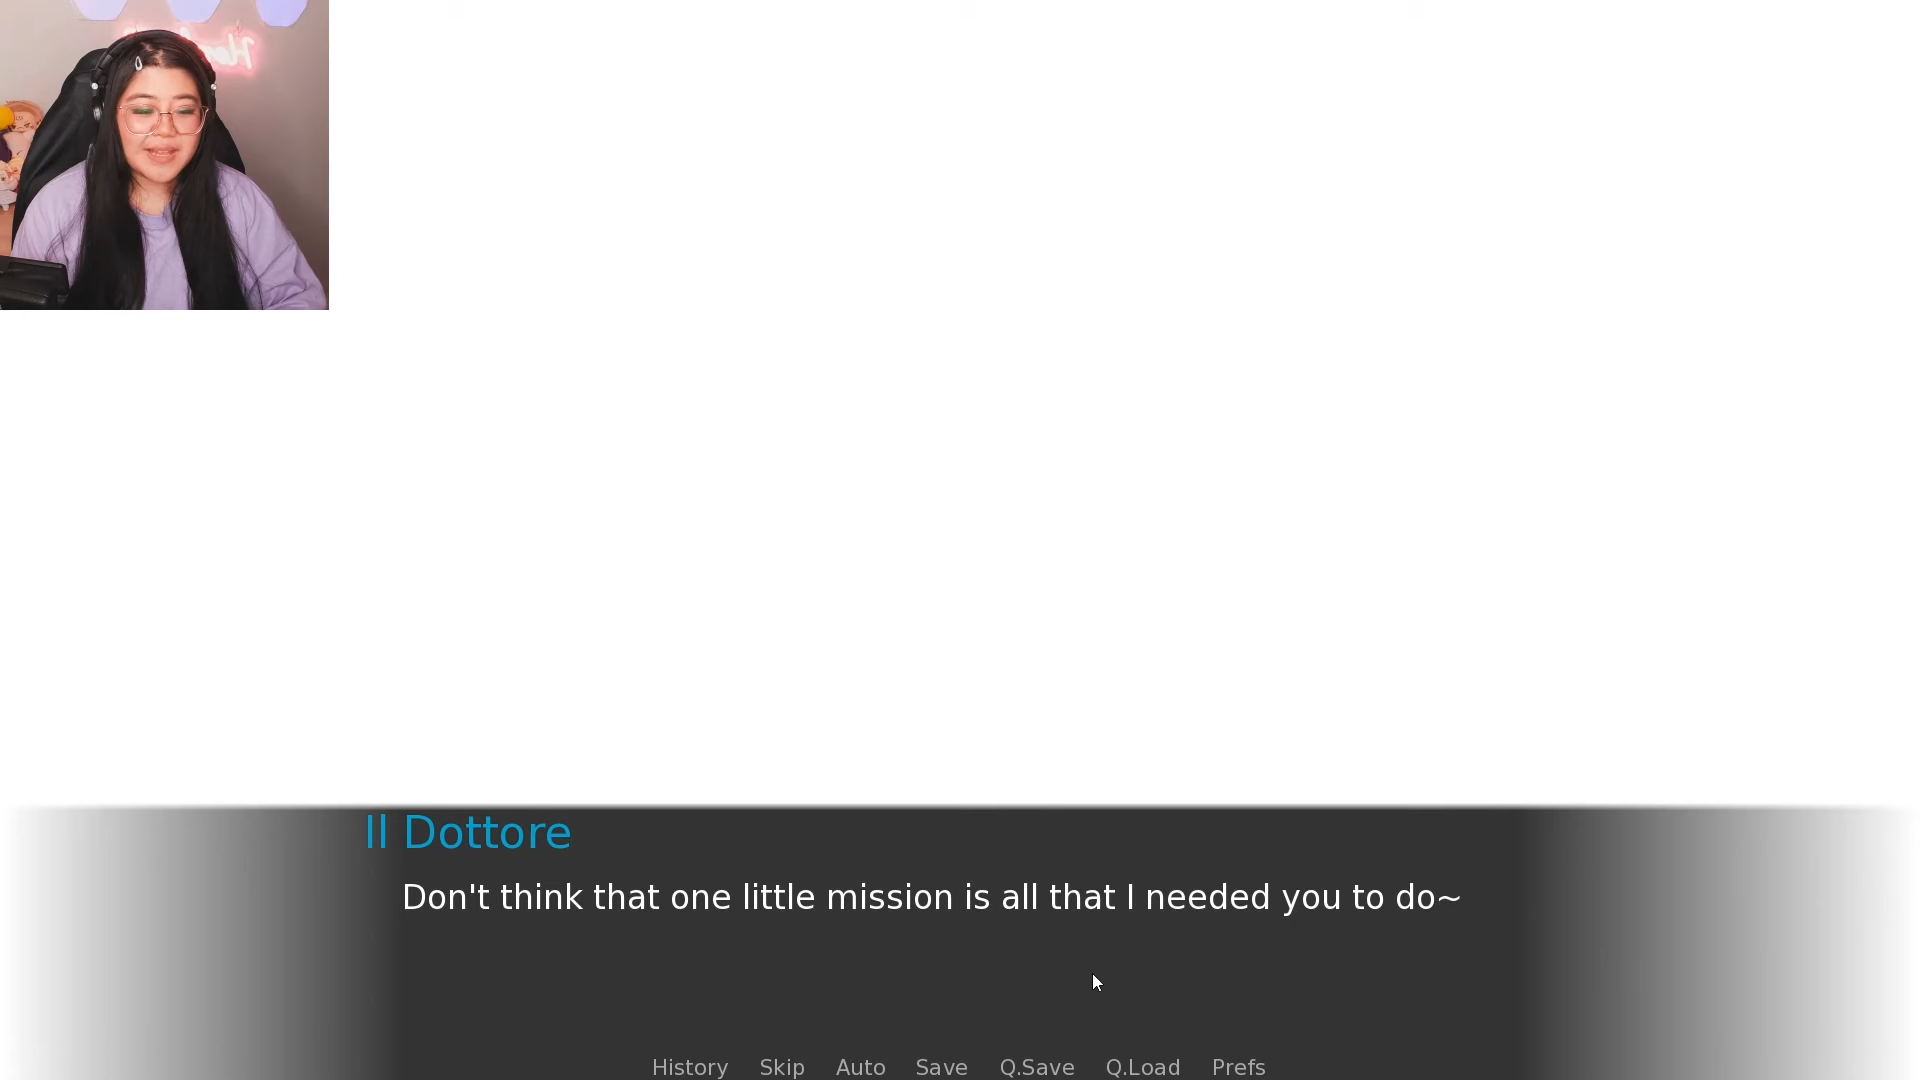 Il Dottore
Don't think that one little mission is all that I needed you to do~
History Skip Auto Save Q.Save Q.Load Prefs